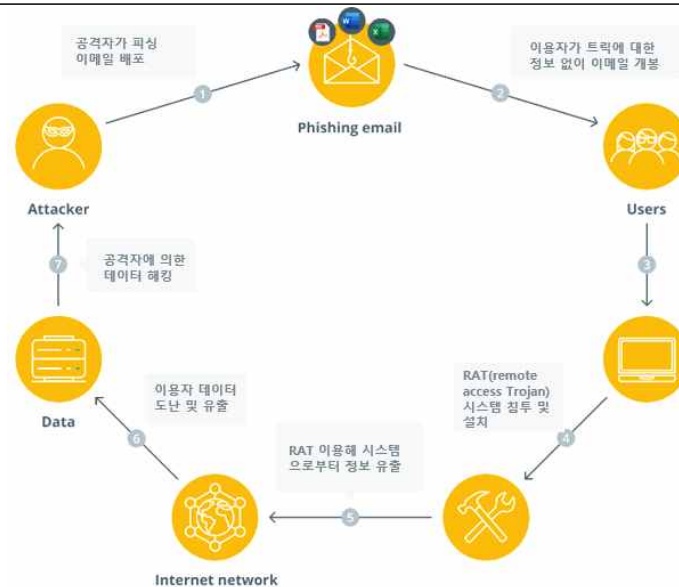 공격자가 피싱
이메일 배포
W
X
이용자가 트릭에 대한
정보 없이 이메일 개봉
1
2
Phishing email
Attacker
Users
7
공격자에 의한
데이터 해킹
3
Data
이용자 데이터
도난 및 유출
RAT(remote
access Trojan)
시스템 침투 및
설치
6
4
RAT 이용해 시스템
으로부터 정보 유출
5
Internet network